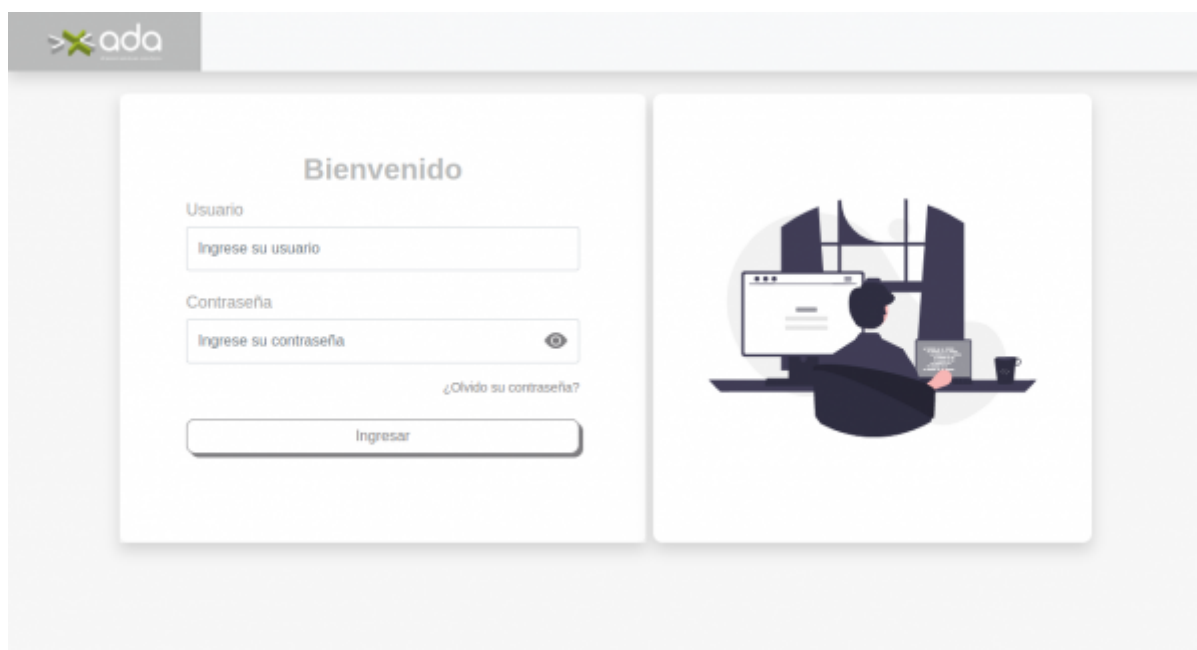 ada
Bienvenido
Usuario
Ingrese su usuario
Contraseña
Ingrese su contraseña
¿Olvido su contraseña?
Ingresar